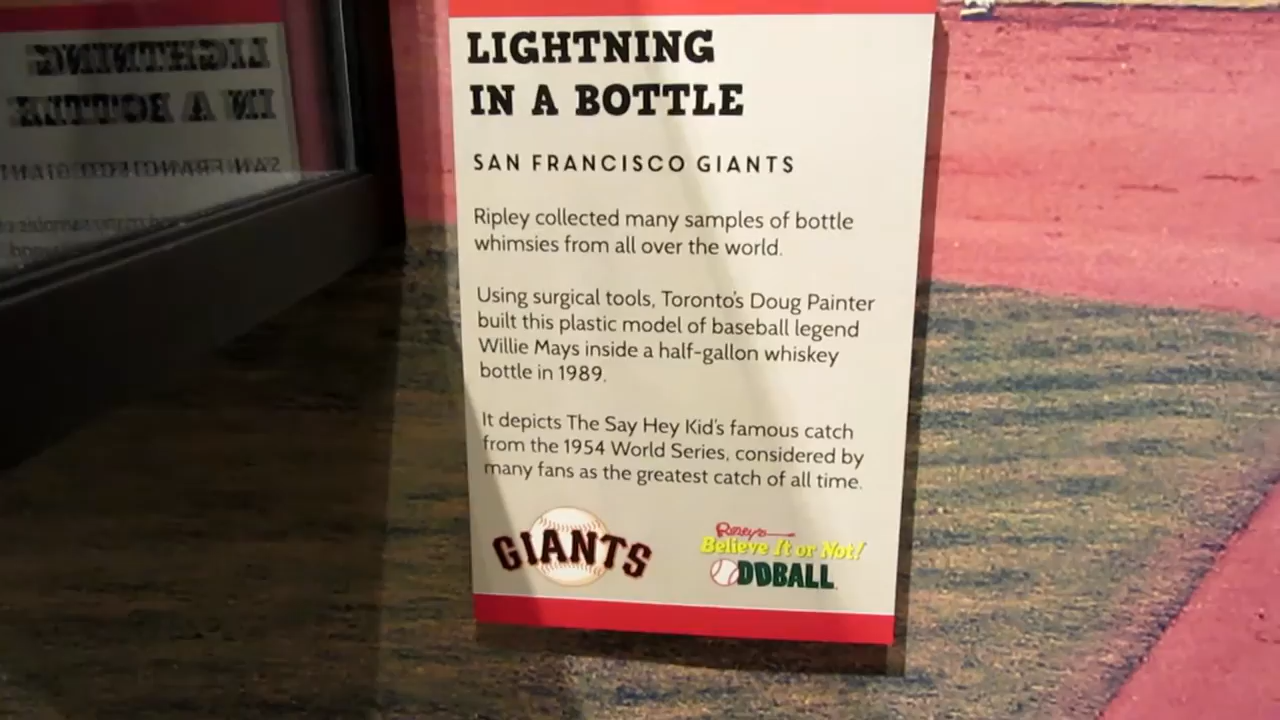 LIGHTNING
IN A BOTTLE
SAN FRANCISCO GIANTS
Ripley collected many samples of bottle
whimsies from all over the world.
Using surgical tools, Toronto's Doug Painter
built this plastic model of baseball legend
Willie Mays inside a half-gallon whiskey
bottle in 1989.
It depicts The Say Hey Kid's famous catch
from the 1954 World Series, considered by
many fans as the greatest catch of all time.
GIANTS
Ripley's
Believe It or Not!
ODDBALL
LIGHTNING
IN A BOTTLE